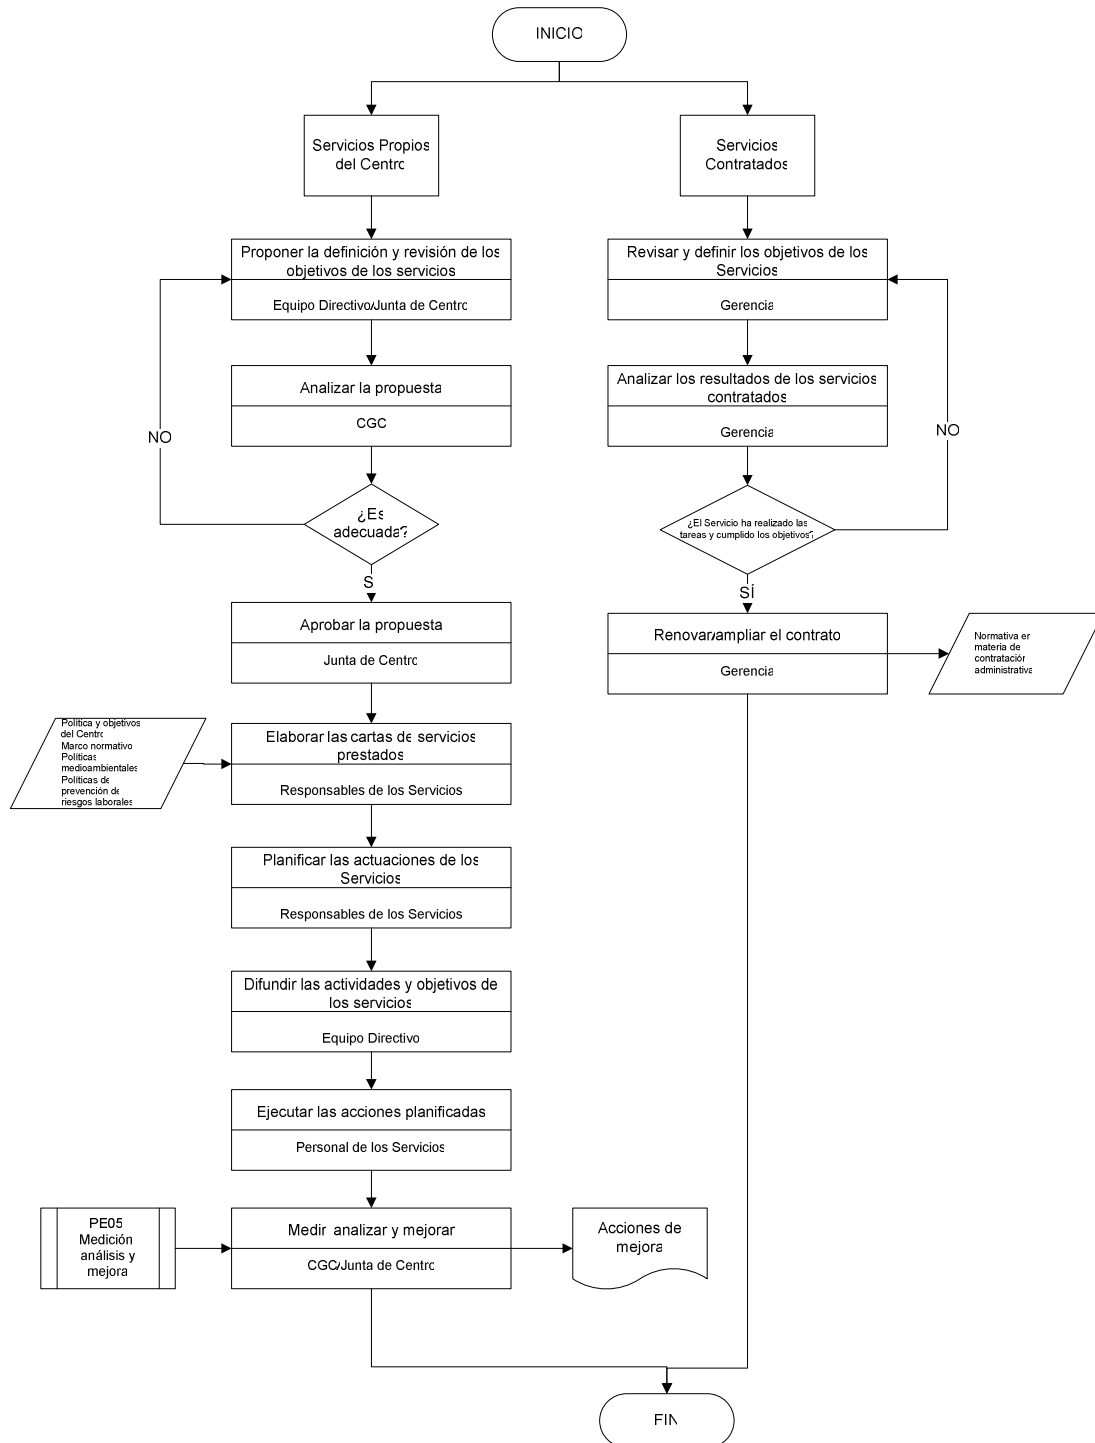 INICIO
Servicios Propios
del Centro
Servicios
Contratados
Proponer la definición y revisión de los
objetivos de los servicios
Equipo Directivo/Junta de Centro
Revisar y definir los objetivos de los
Servicios
Gerencia
Analizar la propuesta
CGC
Analizar los resultados de los servicios
contratados
Gerencia
NO
NO
¿Es
adecuada?
¿El Servicio ha realizado las
tareas y cumplido los objetivos?
S
SÍ
Aprobar la propuesta
Junta de Centro
Renovar/ampliar el contrato
Gerencia
Normativa en
materia de
contratación
administrativa
Política y objetivos
del Centro
Marco normativo
Políticas
medioambientales
Políticas de
prevención de
riesgos laborales
Elaborar las cartas de servicios
prestados
Responsables de los Servicios
Planificar las actuaciones de los
Servicios
Responsables de los Servicios
Difundir las actividades y objetivos de
los servicios
Equipo Directivo
Ejecutar las acciones planificadas
Personal de los Servicios
PE05
Medición
análisis y
mejora
Medir analizar y mejorar
CGC/Junta de Centro
Acciones de
mejora
FIN